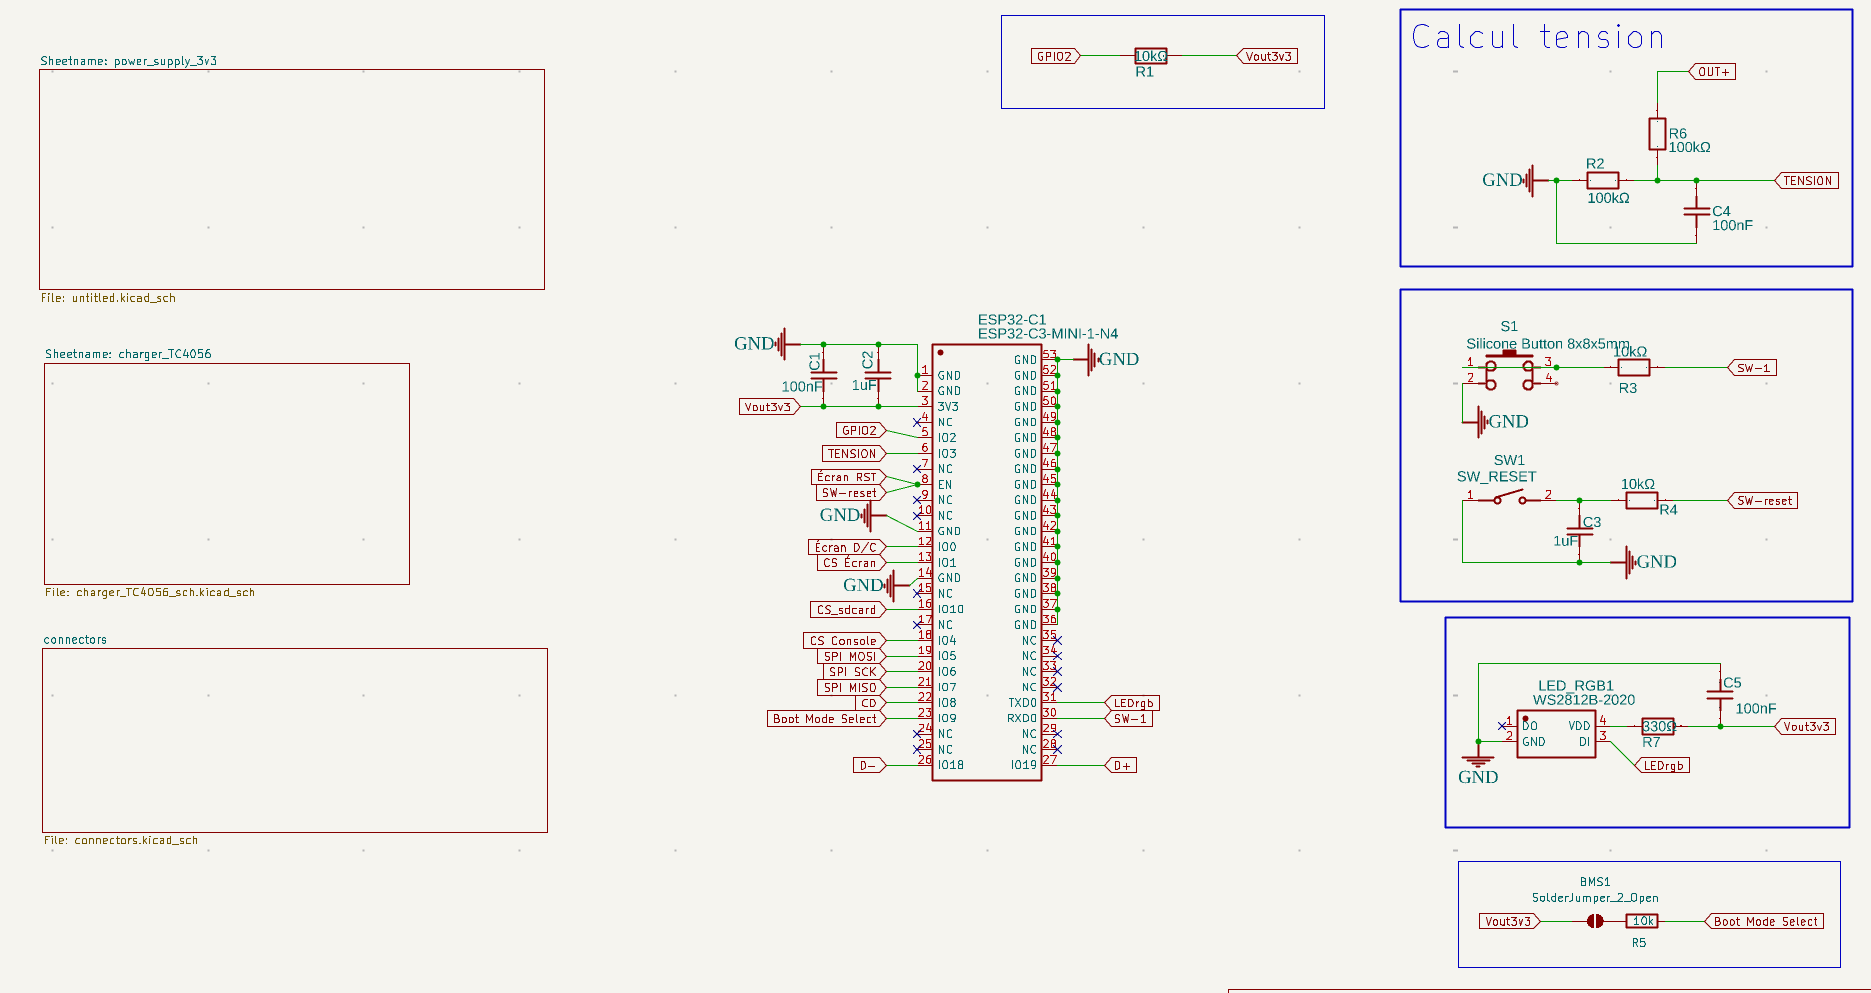 Sheetname: power_supply_3v3
File: untitled.kicad_sch
Sheetname: charger_TC4056
File: charger_TC4056_sch.kicad_sch
connectors
File: connectors.kicad_sch
GPIO2
10kΩ
R1
Vout3v3
ESP32-C1
ESP32-C3-MINI-1-N4
GND
C1
100nF
C2
1uF
Vout3v3
GPIO2
TENSION
Écran RST
SW-reset
GND
Écran D/C
CS Écran
GND
CS_sdcard
CS Console
SPI MOSI
SPI SCK
SPI MISO
CD
Boot Mode Select
D-
1 GND
2 GND
3 3V3
4 NC
5 IO2
6 IO3
7 NC
8 EN
9 NC
10 NC
11 GND
12 IO0
13 IO1
14 GND
15 NC
16 IO10
17 NC
18 IO4
19 IO5
20 IO6
21 IO7
22 IO8
23 IO9
24 NC
25 NC
26 IO18
GND 53
GND 52
GND 51
GND 50
GND 49
GND 48
GND 47
GND 46
GND 45
GND 44
GND 43
GND 42
GND 41
GND 40
GND 39
GND 38
GND 37
GND 36
NC 35
NC 34
NC 33
NC 32
TXD0 31
RXD0 30
NC 29
NC 28
IO19 27
GND
LEDrgb
SW-1
D+
Calcul tension
OUT+
R6
100kΩ
GND
R2
100kΩ
TENSION
C4
100nF
S1
Silicone Button 8x8x5mm
1
2
3
4
10kΩ
R3
SW-1
GND
SW1
SW_RESET
1
2
10kΩ
R4
SW-reset
C3
1uF
GND
LED_RGB1
WS2812B-2020
1 DO
2 GND
VDD 4
DI 3
330Ω
R7
C5
100nF
Vout3v3
LEDrgb
GND
BMS1
SolderJumper_2_Open
Vout3v3
10k
R5
Boot Mode Select